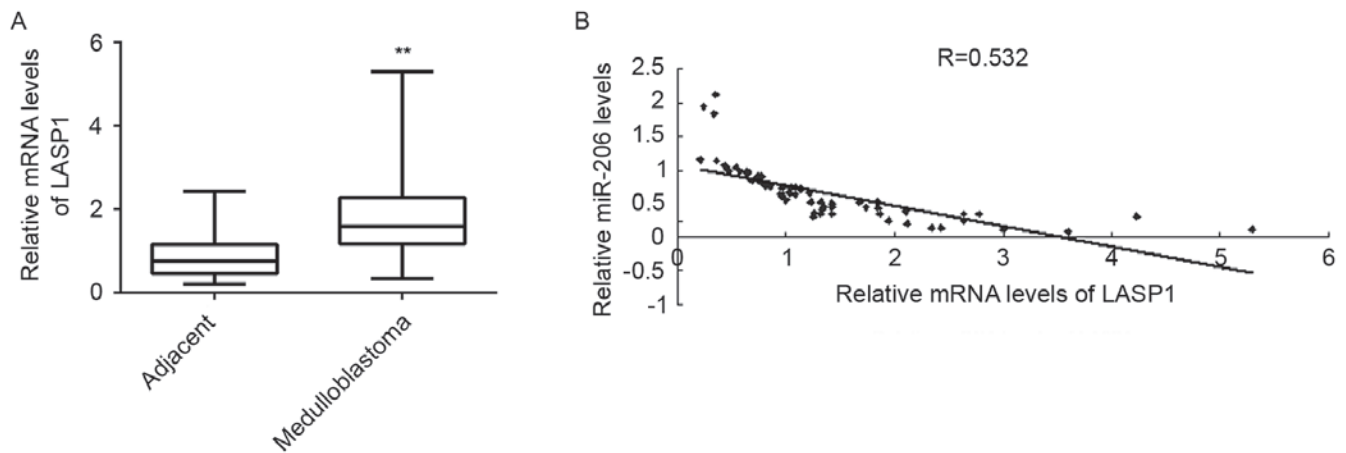 A
Relative mRNA levels
of LASP1
6
4
2
0
**
Adjacent
Medulloblastoma
B
R=0.532
Relative miR-206 levels
2.5
2
1.5
1
0.5
0
-0.5
-1
0 1 2 3 4 5 6
Relative mRNA levels of LASP1